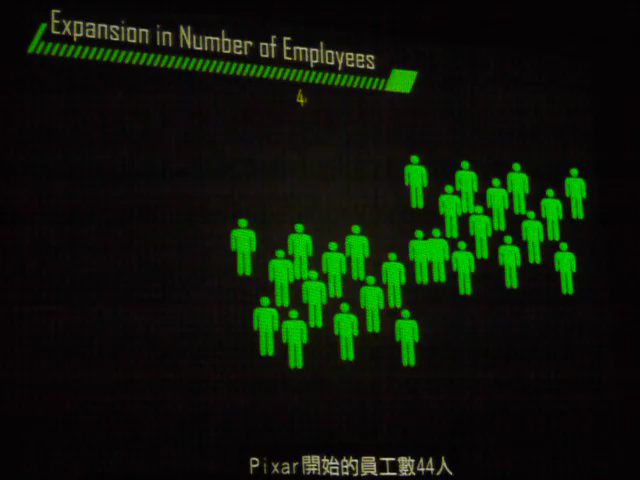 Expansion in Number of Employees
4
Pixar開始的員工數44人